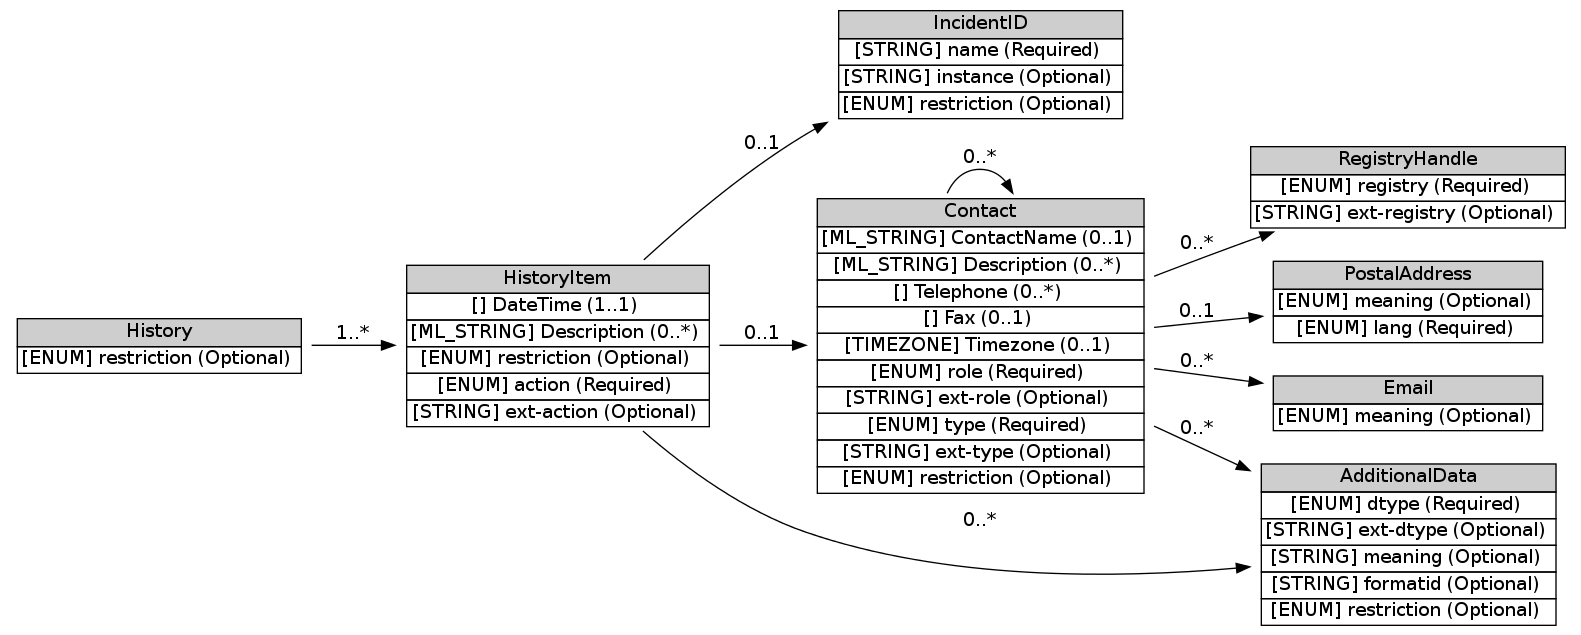 History
[ENUM] restriction (Optional)
1..*
HistoryItem
[] DateTime (1..1)
[ML_STRING] Description (0..*)
[ENUM] restriction (Optional)
[ENUM] action (Required)
[STRING] ext-action (Optional)
0..1
IncidentID
[STRING] name (Required)
[STRING] instance (Optional)
[ENUM] restriction (Optional)
0..1
0..*
Contact
[ML_STRING] ContactName (0..1)
[ML_STRING] Description (0..*)
[] Telephone (0..*)
[] Fax (0..1)
[TIMEZONE] Timezone (0..1)
[ENUM] role (Required)
[STRING] ext-role (Optional)
[ENUM] type (Required)
[STRING] ext-type (Optional)
[ENUM] restriction (Optional)
0..*
0..*
RegistryHandle
[ENUM] registry (Required)
[STRING] ext-registry (Optional)
0..1
PostalAddress
[ENUM] meaning (Optional)
[ENUM] lang (Required)
0..*
Email
[ENUM] meaning (Optional)
0..*
AdditionalData
[ENUM] dtype (Required)
[STRING] ext-dtype (Optional)
[STRING] meaning (Optional)
[STRING] formatid (Optional)
[ENUM] restriction (Optional)